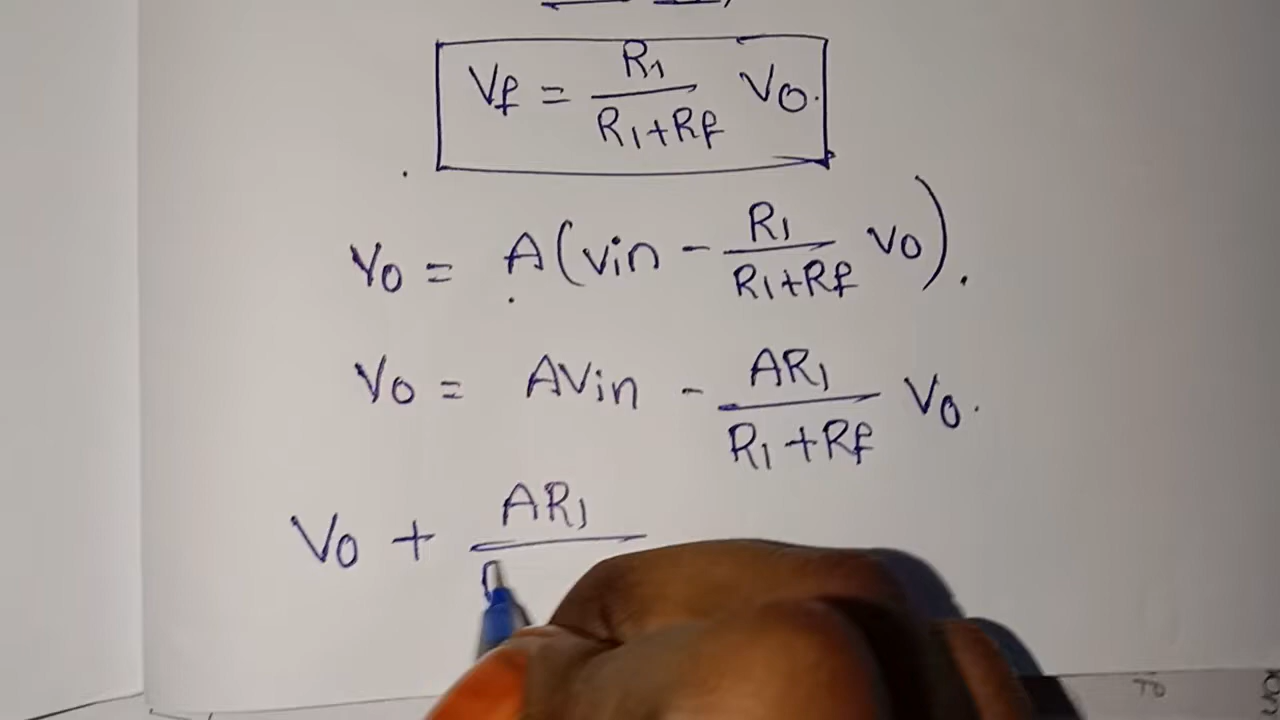 Vf = R1 / (R1+Rf) Vo.
Vo = A(Vin - R1 / (R1+Rf) Vo).
Vo = AVin - AR1 / (R1+Rf) Vo.
Vo + AR1 /
To